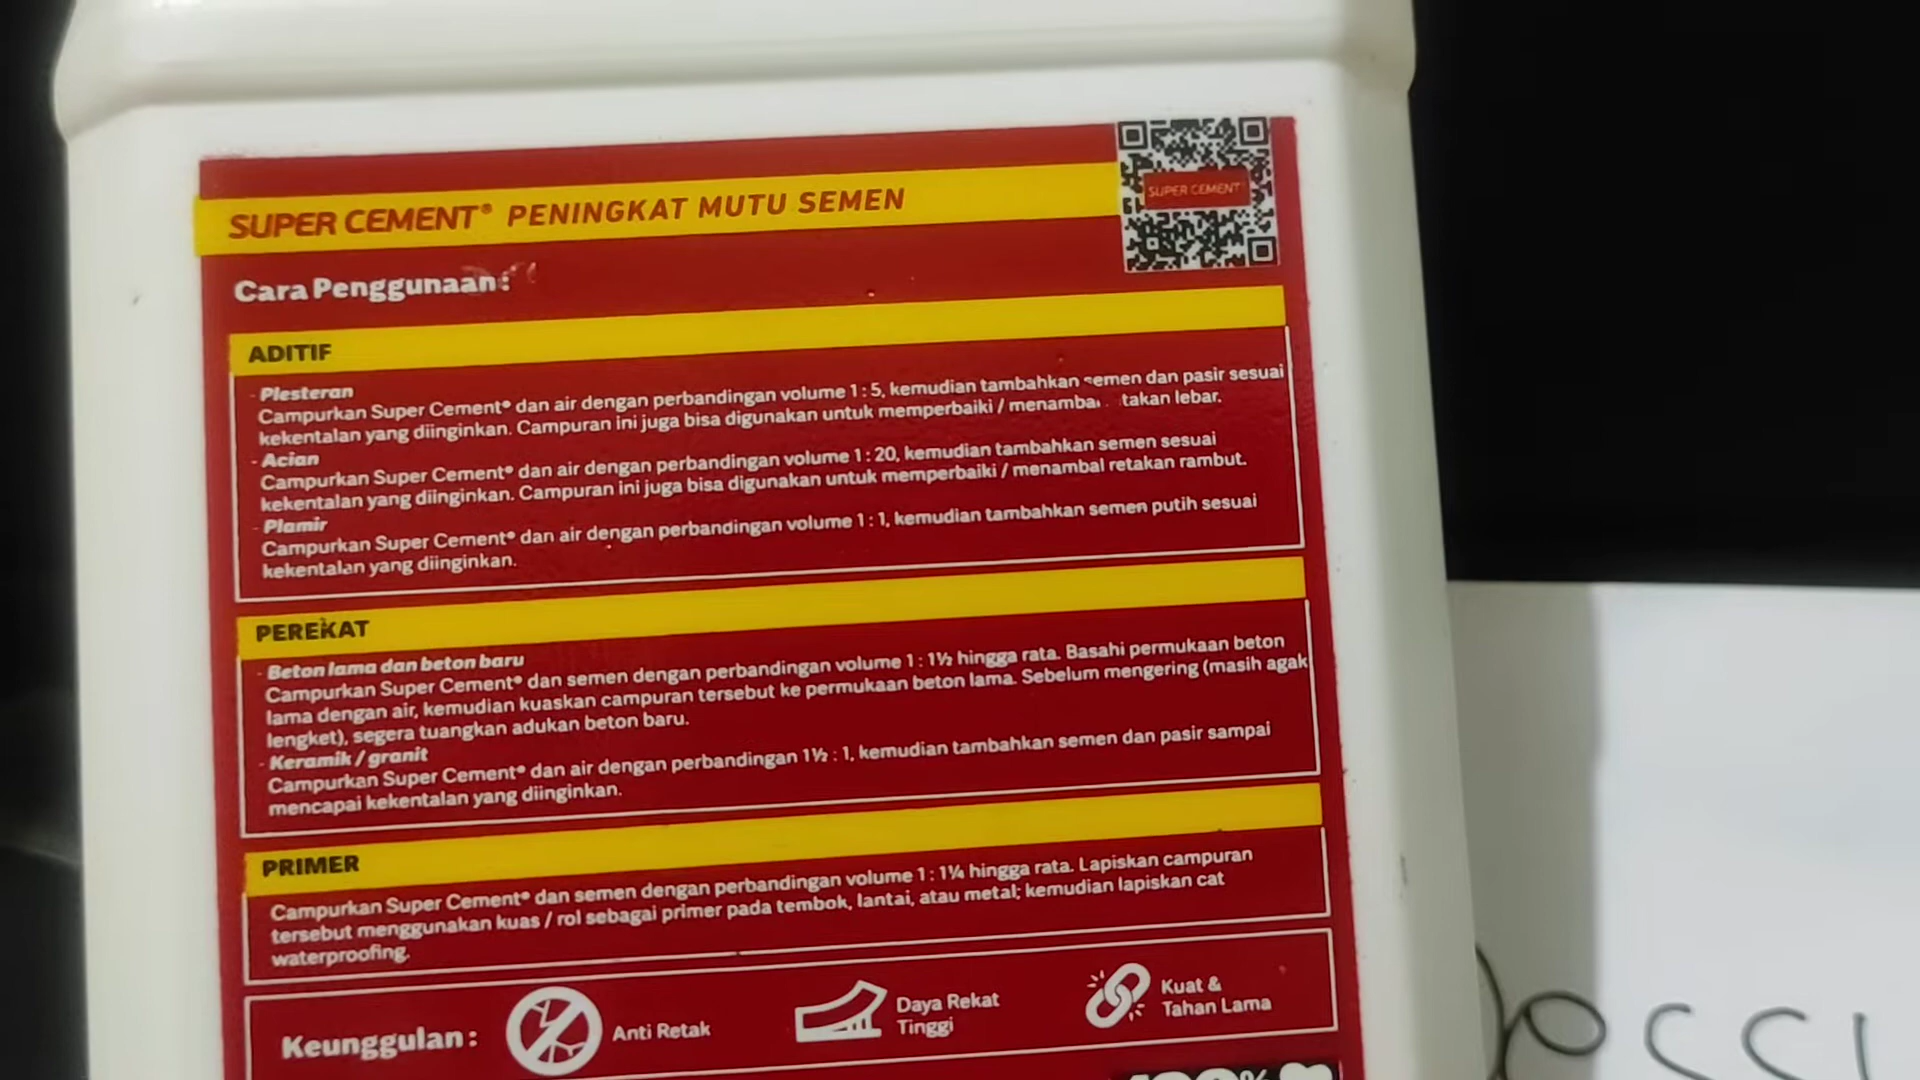 SUPER CEMENT® PENINGKAT MUTU SEMEN
SUPER CEMENT
Cara Penggunaan:
ADITIF
- Plesteran
Campurkan Super Cement® dan air dengan perbandingan volume 1 : 5, kemudian tambahkan semen dan pasir sesuai
kekentalan yang diinginkan. Campuran ini juga bisa digunakan untuk memperbaiki / lebar.
- Acian
Campurkan Super Cement® dan air dengan perbandingan volume 1 : 20, kemudian tambahkan semen sesuai
kekentalan yang diinginkan. Campuran ini juga bisa digunakan untuk memperbaiki / menambal retakan rambut.
- Plamir
Campurkan Super Cement® dan air dengan perbandingan volume 1 : 1, kemudian tambahkan semen putih sesuai
kekentalan yang diinginkan.
PEREKAT
- Beton lama dan beton baru
Campurkan Super Cement® dan semen dengan perbandingan volume 1 : 1½ hingga rata. Basahi permukaan beton
lama dengan air, kemudian kuaskan campuran tersebut ke permukaan beton lama. Sebelum mengering (masih agak
lengket), segera tuangkan adukan beton baru.
- Keramik / granit
Campurkan Super Cement® dan air dengan perbandingan 1½ : 1, kemudian tambahkan semen dan pasir sampai
mencapai kekentalan yang diinginkan.
PRIMER
Campurkan Super Cement® dan semen dengan perbandingan volume 1 : 1¼ hingga rata. Lapiskan campuran
tersebut menggunakan kuas / rol sebagai primer pada tembok, lantai, atau metal; kemudian lapiskan cat
waterproofing.
Keunggulan :
Anti Retak
Daya Rekat
Tinggi
Kuat &
Tahan Lama